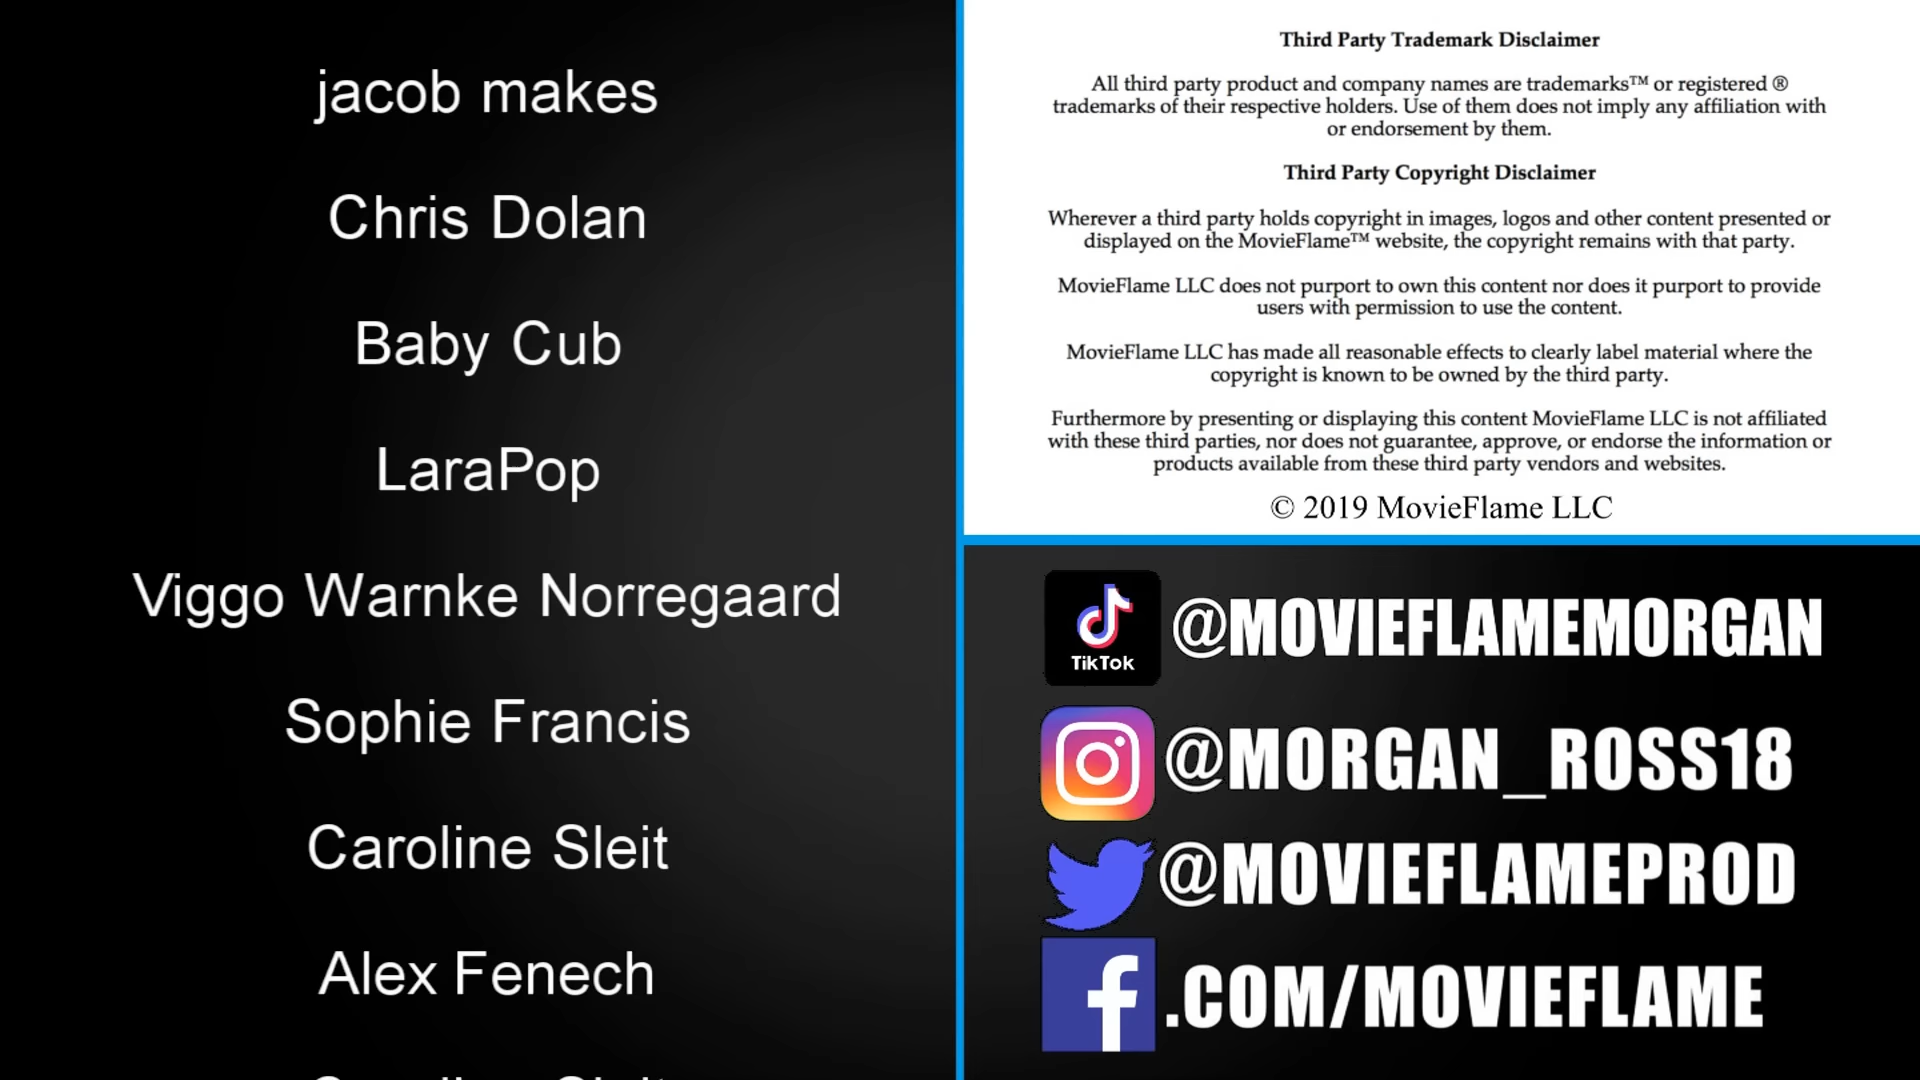 jacob makes
Chris Dolan
Baby Cub
LaraPop
Viggo Warnke Norregaard
Sophie Francis
Caroline Sleit
Alex Fenech
Third Party Trademark Disclaimer
All third party product and company names are trademarks™ or registered ®
trademarks of their respective holders. Use of them does not imply any affiliation with
or endorsement by them.
Third Party Copyright Disclaimer
Wherever a third party holds copyright in images, logos and other content presented or
displayed on the MovieFlame™ website, the copyright remains with that party.
MovieFlame LLC does not purport to own this content nor does it purport to provide
users with permission to use the content.
MovieFlame LLC has made all reasonable effects to clearly label material where the
copyright is known to be owned by the third party.
Furthermore by presenting or displaying this content MovieFlame LLC is not affiliated
with these third parties, nor does not guarantee, approve, or endorse the information or
products available from these third party vendors and websites.
© 2019 MovieFlame LLC
TikTok
@MOVIEFLAMEMORGAN
@MORGAN_ROSS18
@MOVIEFLAMEPROD
f .COM/MOVIEFLAME